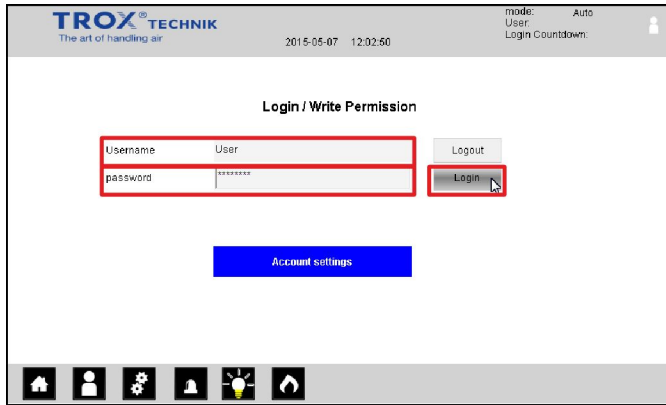 TROX® TECHNIK
The art of handling air
2015-05-07 12:02:50
mode: Auto
User:
Login Countdown:
Login / Write Permission
Username User
Logout
password ********
Login
Account settings